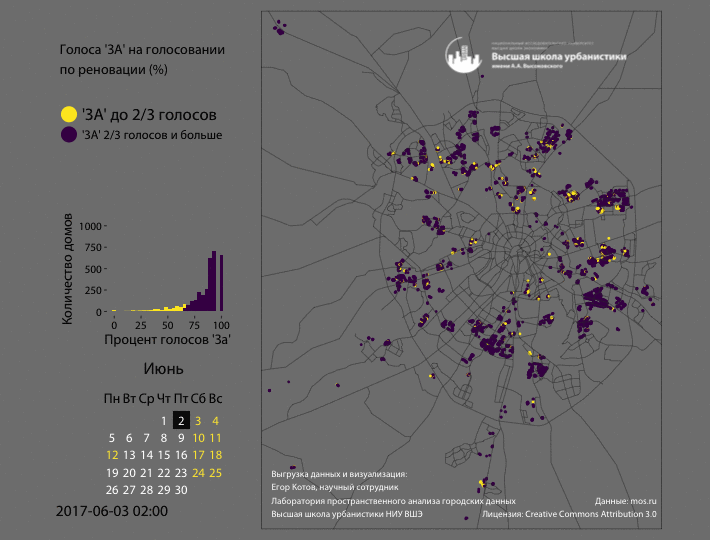 Голоса 'ЗА' на голосовании
по реновации (%)
'ЗА' до 2/3 голосов
'ЗА' 2/3 голосов и больше
Количество домов
1000
750
500
250
0
0 25 50 75 100
Процент голосов 'За'
Июнь
Пн Вт Ср Чт Пт Сб Вс
1 2 3 4
5 6 7 8 9 10 11
12 13 14 15 16 17 18
19 20 21 22 23 24 25
26 27 28 29 30
2017-06-03 02:00
Высшая школа урбанистики
имени А.А. Высоковского
Выгрузка данных и визуализация:
Егор Котов, научный сотрудник
Лаборатория пространственного анализа городских данных
Высшая школа урбанистики НИУ ВШЭ
Данные: mos.ru
Лицензия: Creative Commons Attribution 3.0